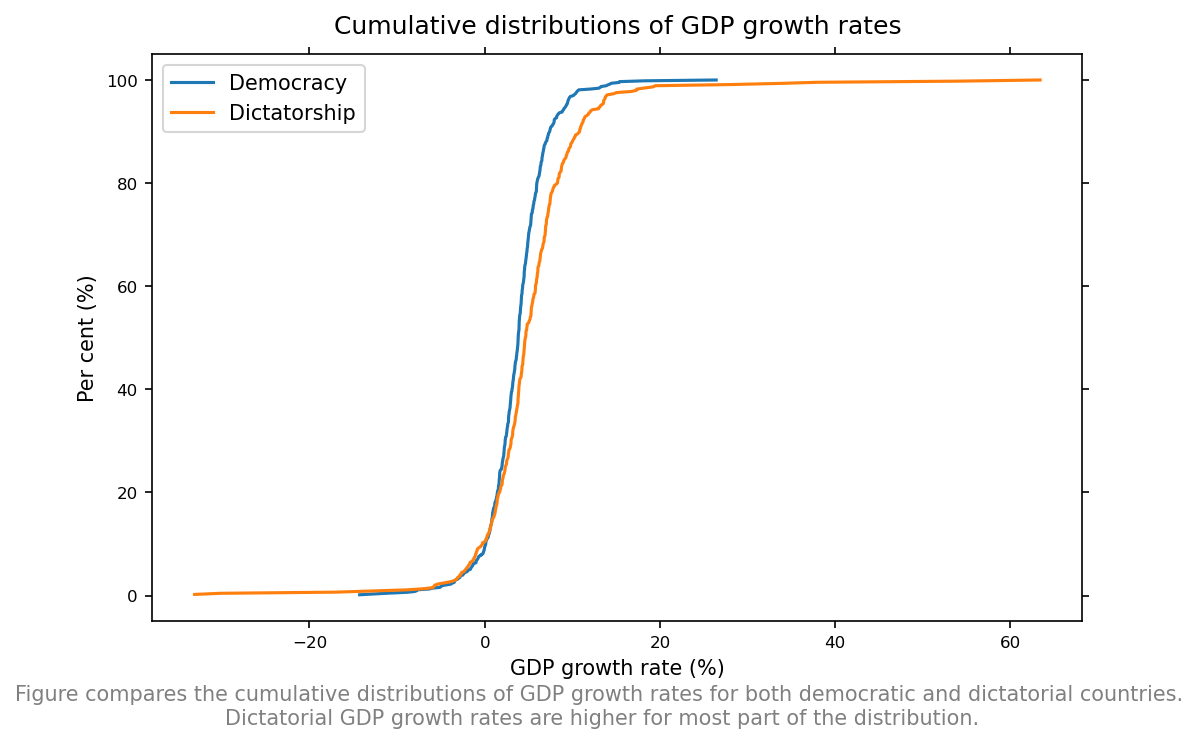 Cumulative distributions of GDP growth rates
Democracy
Dictatorship
100
80
60
40
20
0
Per cent (%)
−20
0
20
40
60
GDP growth rate (%)
Figure compares the cumulative distributions of GDP growth rates for both democratic and dictatorial countries.
Dictatorial GDP growth rates are higher for most part of the distribution.